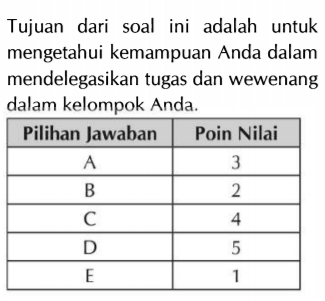 Tujuan dari soal ini adalah untuk
mengetahui kemampuan Anda dalam
mendelegasikan tugas dan wewenang
dalam kelompok Anda.
Pilihan Jawaban Poin Nilai
A 3
B 2
C 4
D 5
E 1